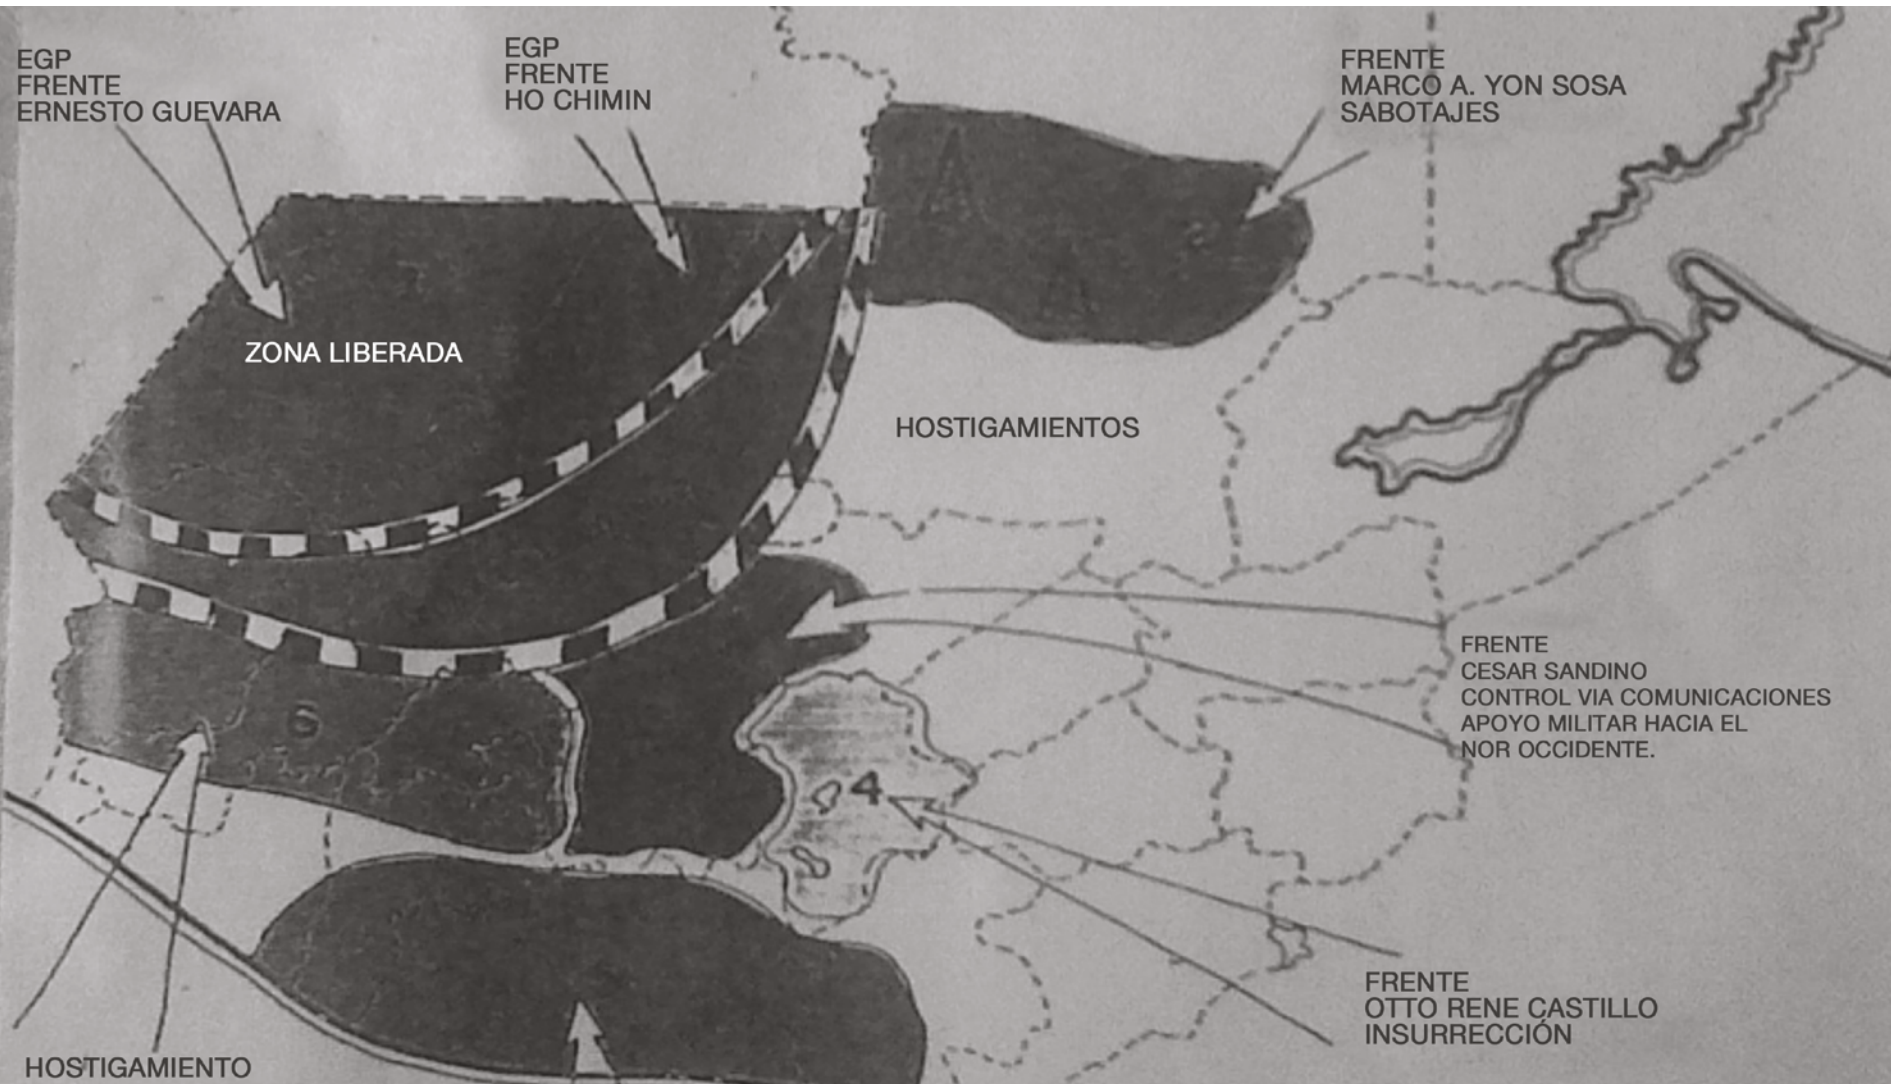 EGP
FRENTE
ERNESTO GUEVARA
EGP
FRENTE
HO CHIMIN
FRENTE
MARCO A. YON SOSA
SABOTAJES
ZONA LIBERADA
HOSTIGAMIENTOS
FRENTE
CESAR SANDINO
CONTROL VIA COMUNICACIONES
APOYO MILITAR HACIA EL
NOR OCCIDENTE.
4
FRENTE
OTTO RENE CASTILLO
INSURRECCIÓN
HOSTIGAMIENTO